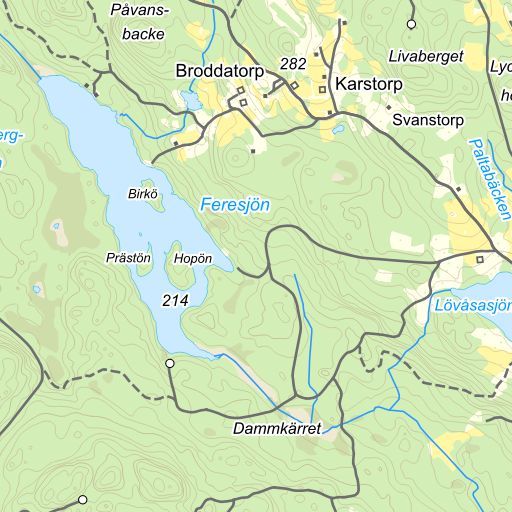 Påvans-
backe
Livaberget
282
Broddatorp
Karstorp
Svanstorp
Paltabäcken
Birkö
Feresjön
Prästön
Hopön
214
Lövåsasjön
Dammkärret